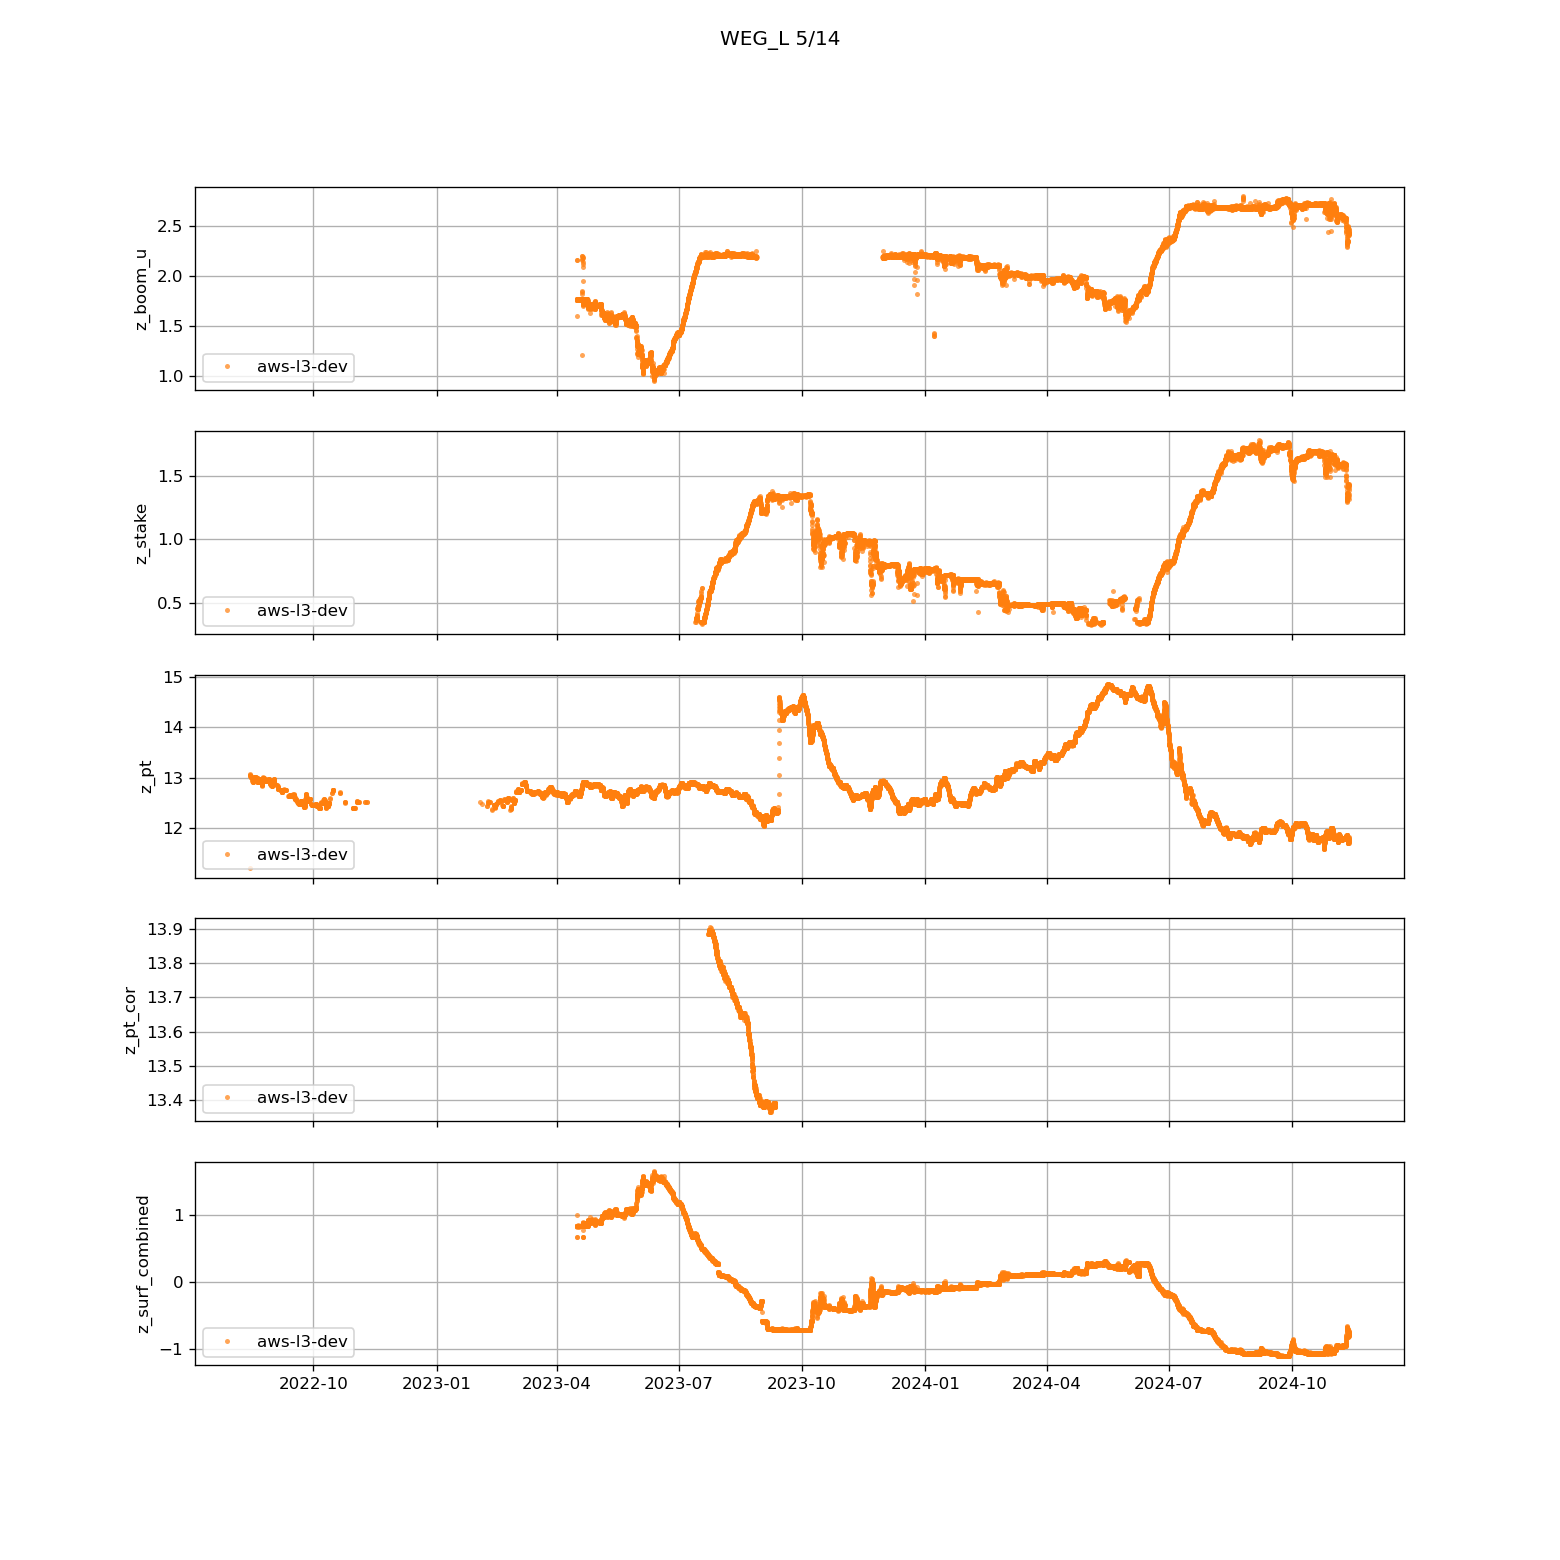 WEG_L 5/14
z_boom_u
2.5
2.0
1.5
1.0
aws-l3-dev
z_stake
1.5
1.0
0.5
aws-l3-dev
z_pt
15
14
13
12
aws-l3-dev
z_pt_cor
13.9
13.8
13.7
13.6
13.5
13.4
aws-l3-dev
z_surf_combined
1
0
−1
aws-l3-dev
2022-10 2023-01 2023-04 2023-07 2023-10 2024-01 2024-04 2024-07 2024-10